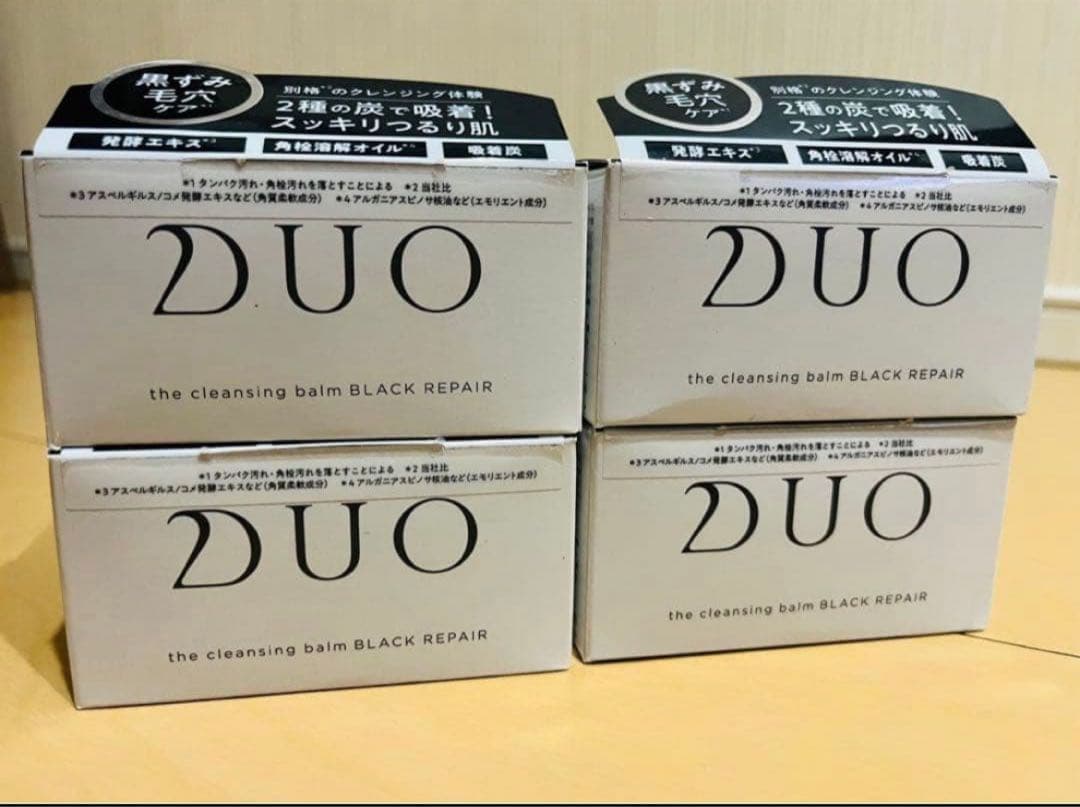 黒ずみ
毛穴
ケア*¹
別格*²のクレンジング体験
2種の炭で吸着!
スッキリつるり肌
発酵エキス*³
角栓溶解オイル*⁴
吸着炭
*1 タンパク汚れ・角栓汚れを落とすことによる *2 当社比
*3 アスペルギルス/コメ発酵エキスなど(角質柔軟成分) *4 アルガニアスピノサ核油など(エモリエント成分)
DUO
the cleansing balm BLACK REPAIR
黒ずみ
毛穴
ケア*¹
別格*²のクレンジング体験
2種の炭で吸着!
スッキリつるり肌
発酵エキス*³
角栓溶解オイル*⁴
吸着炭
*1 タンパク汚れ・角栓汚れを落とすことによる *2 当社比
*3 アスペルギルス/コメ発酵エキスなど(角質柔軟成分) *4 アルガニアスピノサ核油など(エモリエント成分)
DUO
the cleansing balm BLACK REPAIR
*1 タンパク汚れ・角栓汚れを落とすことによる *2 当社比
*3 アスペルギルス/コメ発酵エキスなど(角質柔軟成分) *4 アルガニアスピノサ核油など(エモリエント成分)
DUO
the cleansing balm BLACK REPAIR
*1 タンパク汚れ・角栓汚れを落とすことによる *2 当社比
*3 アスペルギルス/コメ発酵エキスなど(角質柔軟成分) *4 アルガニアスピノサ核油など(エモリエント成分)
DUO
the cleansing balm BLACK REPAIR